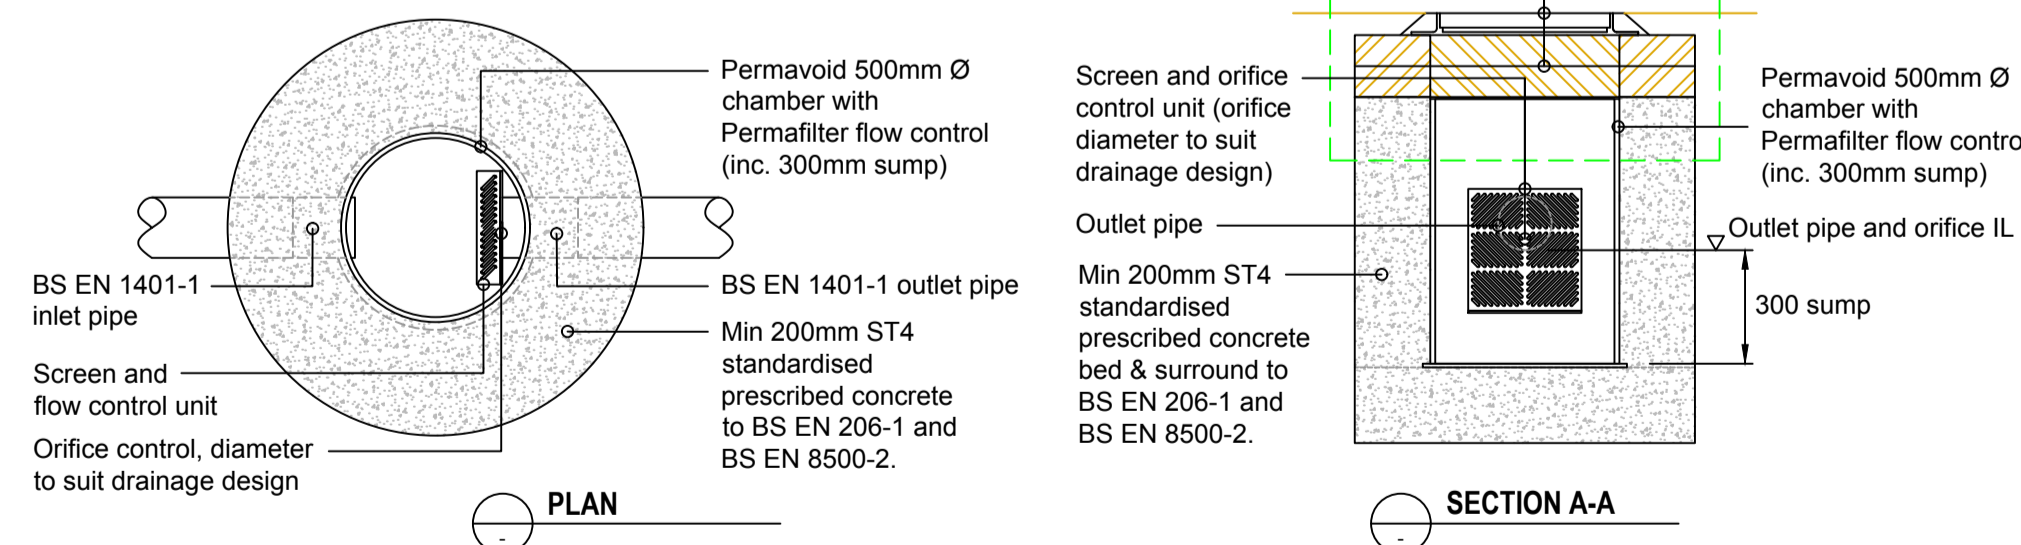 Permavoid 500mm Ø
chamber with
Permafilter flow control
(inc. 300mm sump)
BS EN 1401-1
inlet pipe
BS EN 1401-1 outlet pipe
Min 200mm ST4
standardised
prescribed concrete
to BS EN 206-1 and
BS EN 8500-2.
Screen and
flow control unit
Orifice control, diameter
to suit drainage design
PLAN
-
Screen and orifice
control unit (orifice
diameter to suit
drainage design)
Outlet pipe
Min 200mm ST4
standardised
prescribed concrete
bed & surround to
BS EN 206-1 and
BS EN 8500-2.
Permavoid 500mm Ø
chamber with
Permafilter flow contro
(inc. 300mm sump)
Outlet pipe and orifice IL
300 sump
SECTION A-A
-